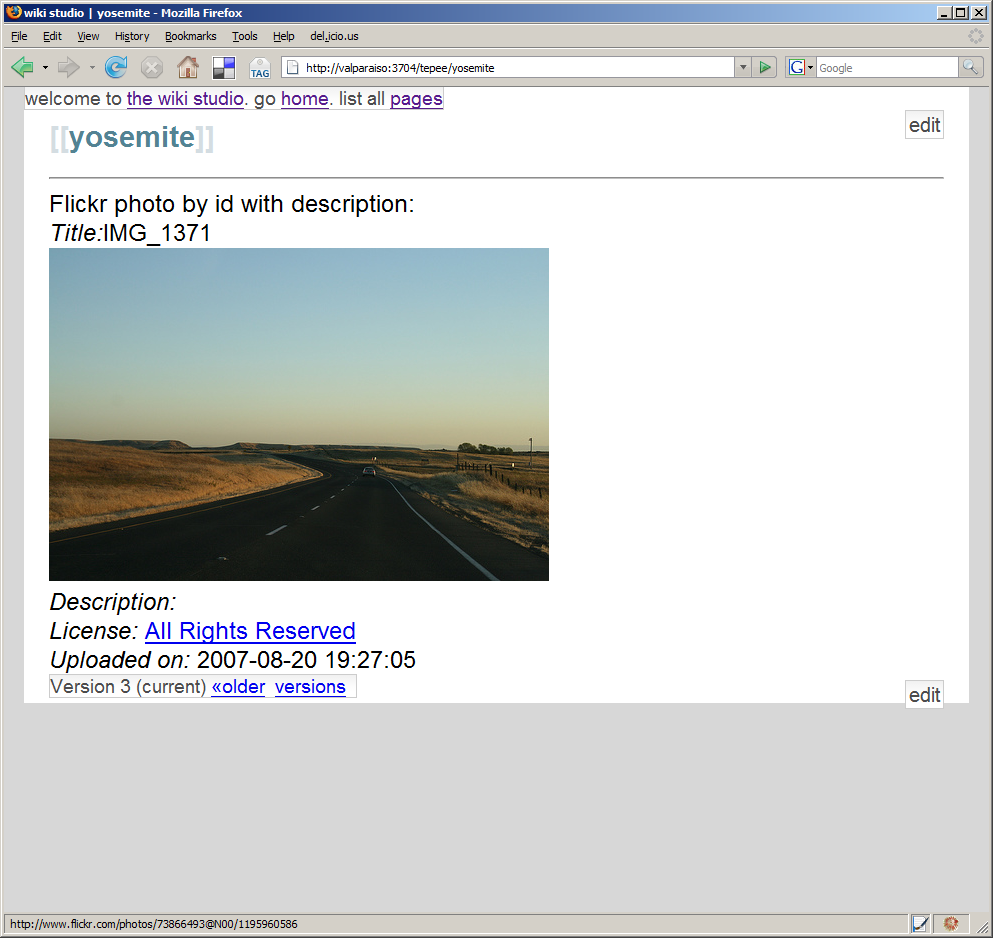 wiki studio | yosemite - Mozilla Firefox
File Edit View History Bookmarks Tools Help del.icio.us
TAG http://valparaiso:3704/tepee/yosemite G Google
welcome to the wiki studio. go home. list all pages
edit
[[yosemite]]
Flickr photo by id with description:
Title:IMG_1371
Description:
License: All Rights Reserved
Uploaded on: 2007-08-20 19:27:05
Version 3 (current) «older versions
edit
http://www.flickr.com/photos/73866493@N00/1195960586